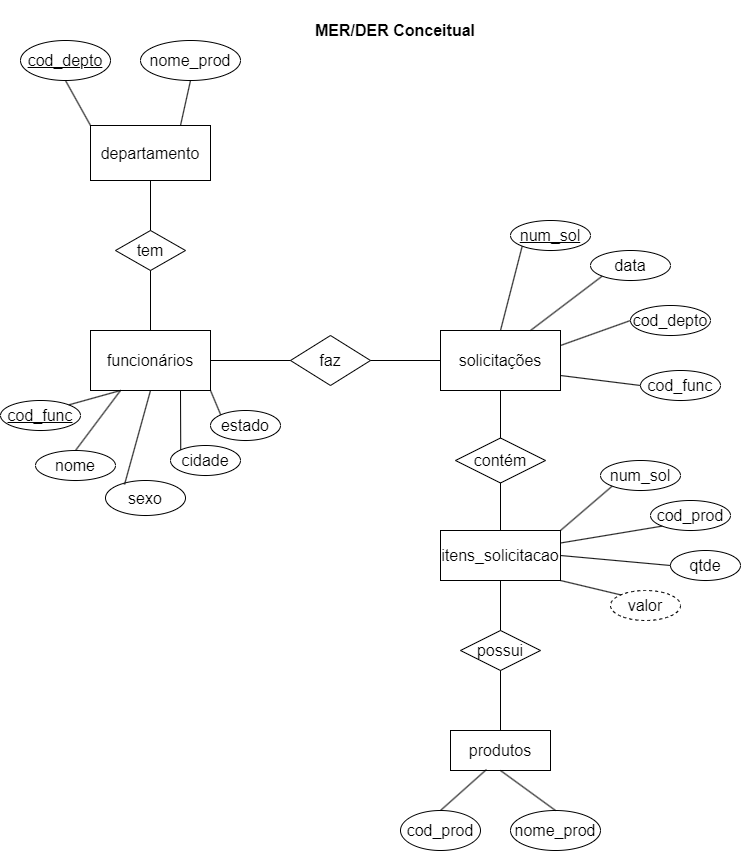 MER/DER Conceitual
cod_depto
nome_prod
departamento
tem
num_sol
data
cod_depto
cod_func
funcionários
faz
solicitações
cod_func
nome
sexo
cidade
estado
contém
num_sol
cod_prod
qtde
valor
itens_solicitacao
possui
produtos
cod_prod
nome_prod